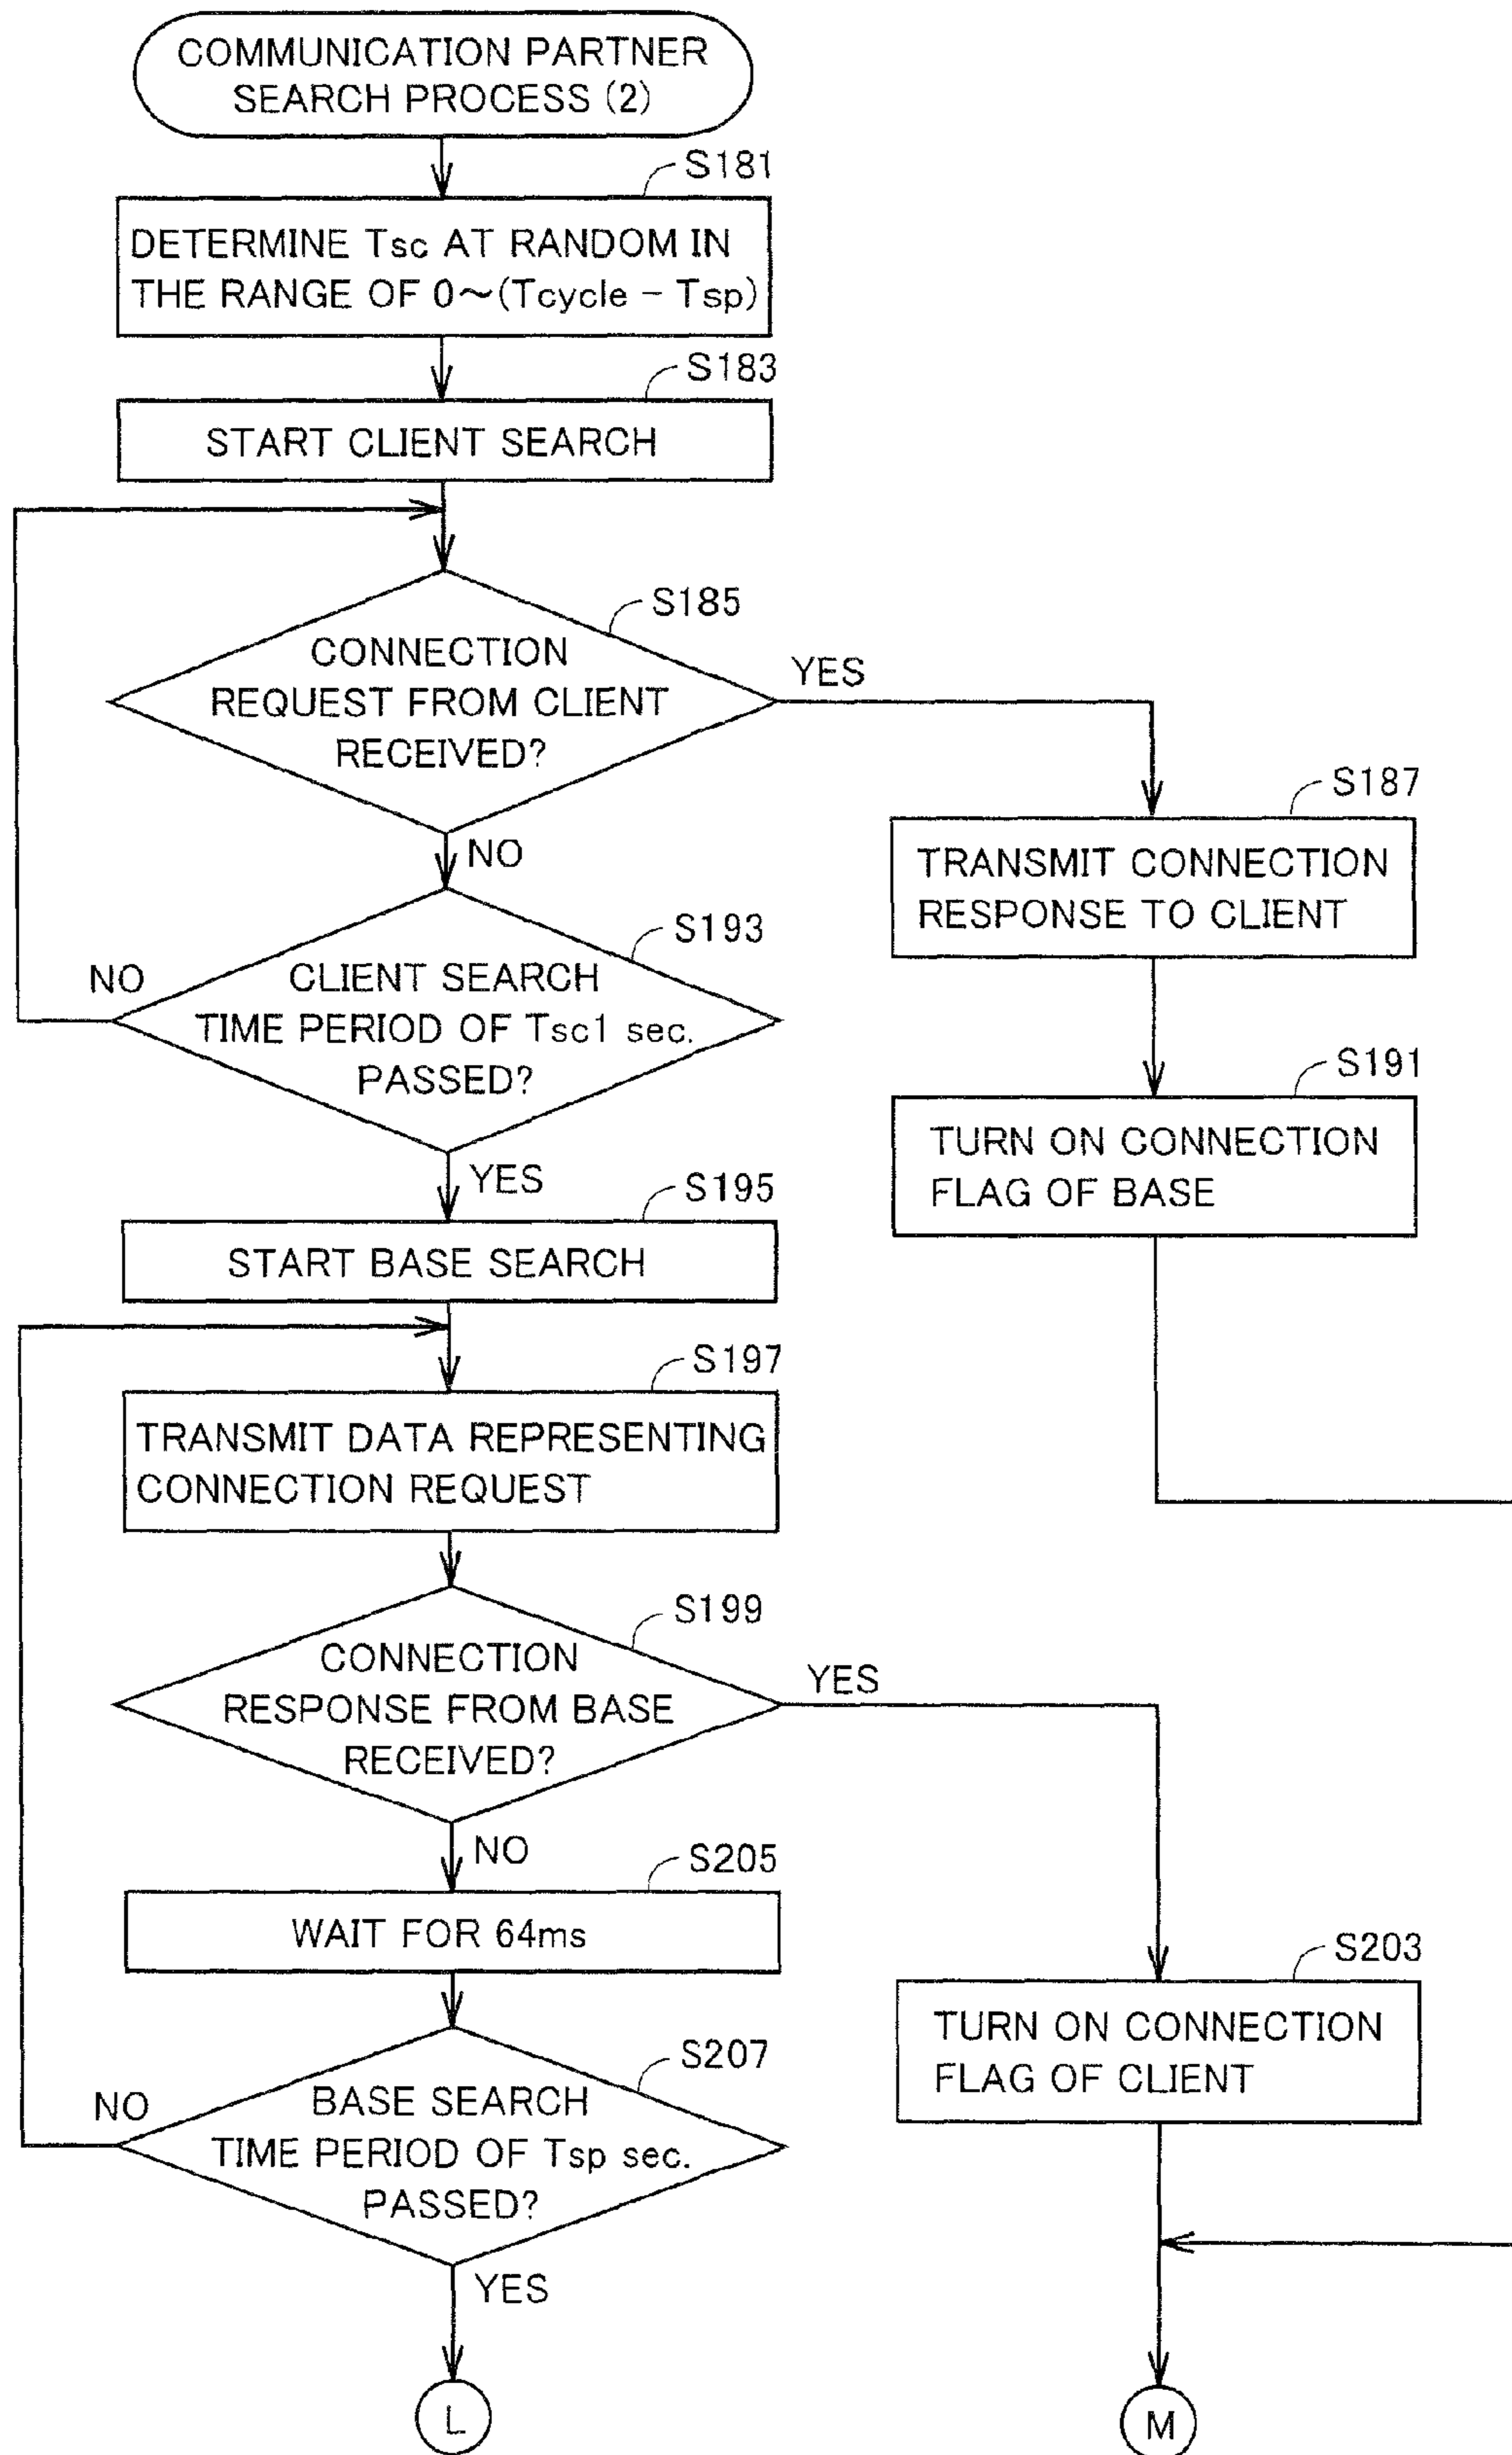 COMMUNICATION PARTNER
SEARCH PROCESS (2)
S181
DETERMINE Tsc AT RANDOM IN
THE RANGE OF 0~(Tcycle - Tsp)
S183
START CLIENT SEARCH
S185
CONNECTION
REQUEST FROM CLIENT
RECEIVED?
YES
NO
S187
TRANSMIT CONNECTION
RESPONSE TO CLIENT
S193
NO
CLIENT SEARCH
TIME PERIOD OF Tsc1 sec.
PASSED?
YES
S191
TURN ON CONNECTION
FLAG OF BASE
S195
START BASE SEARCH
S197
TRANSMIT DATA REPRESENTING
CONNECTION REQUEST
S199
CONNECTION
RESPONSE FROM BASE
RECEIVED?
YES
NO
S205
WAIT FOR 64ms
S203
TURN ON CONNECTION
FLAG OF CLIENT
S207
NO
BASE SEARCH
TIME PERIOD OF Tsp sec.
PASSED?
YES
L
M